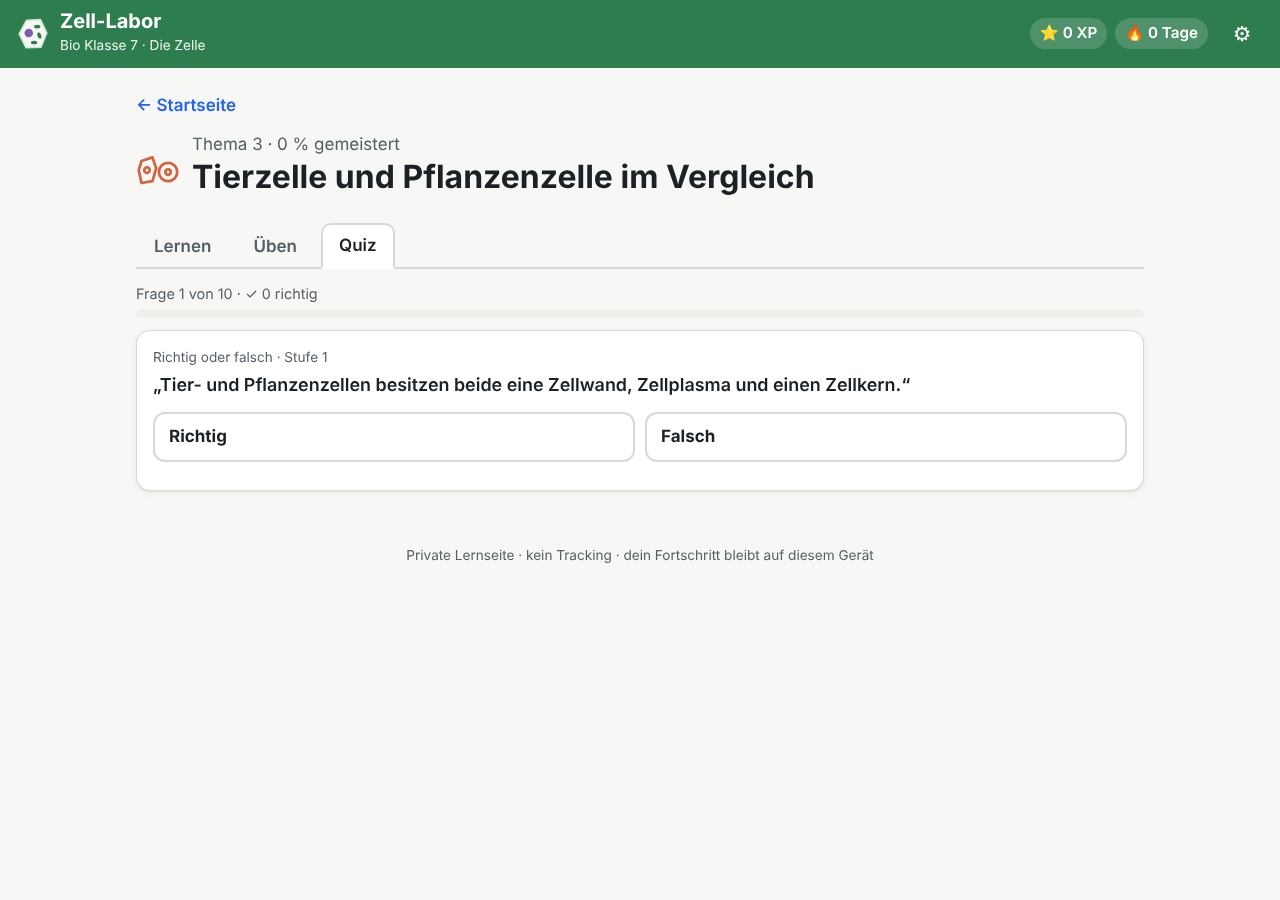 Zell-Labor
Bio Klasse 7 · Die Zelle
⭐ 0 XP
🔥 0 Tage
← Startseite
Thema 3 · 0 % gemeistert
Tierzelle und Pflanzenzelle im Vergleich
Lernen
Üben
Quiz
Frage 1 von 10 · ✓ 0 richtig
Richtig oder falsch · Stufe 1
„Tier- und Pflanzenzellen besitzen beide eine Zellwand, Zellplasma und einen Zellkern.“
Richtig
Falsch
Private Lernseite · kein Tracking · dein Fortschritt bleibt auf diesem Gerät